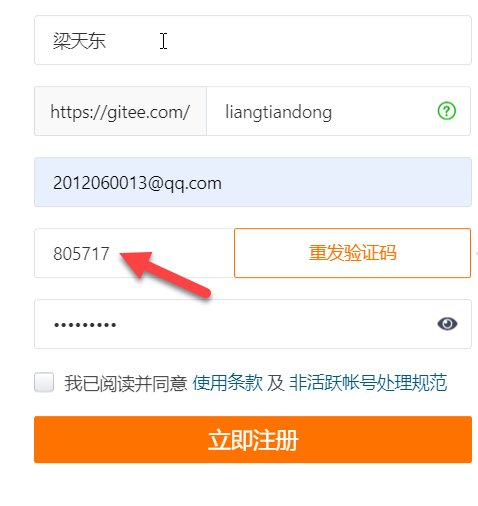 梁天东
https://gitee.com/ liangtiandong
2012060013@qq.com
805717 重发验证码
•••••••••
我已阅读并同意 使用条款 及 非活跃帐号处理规范
立即注册